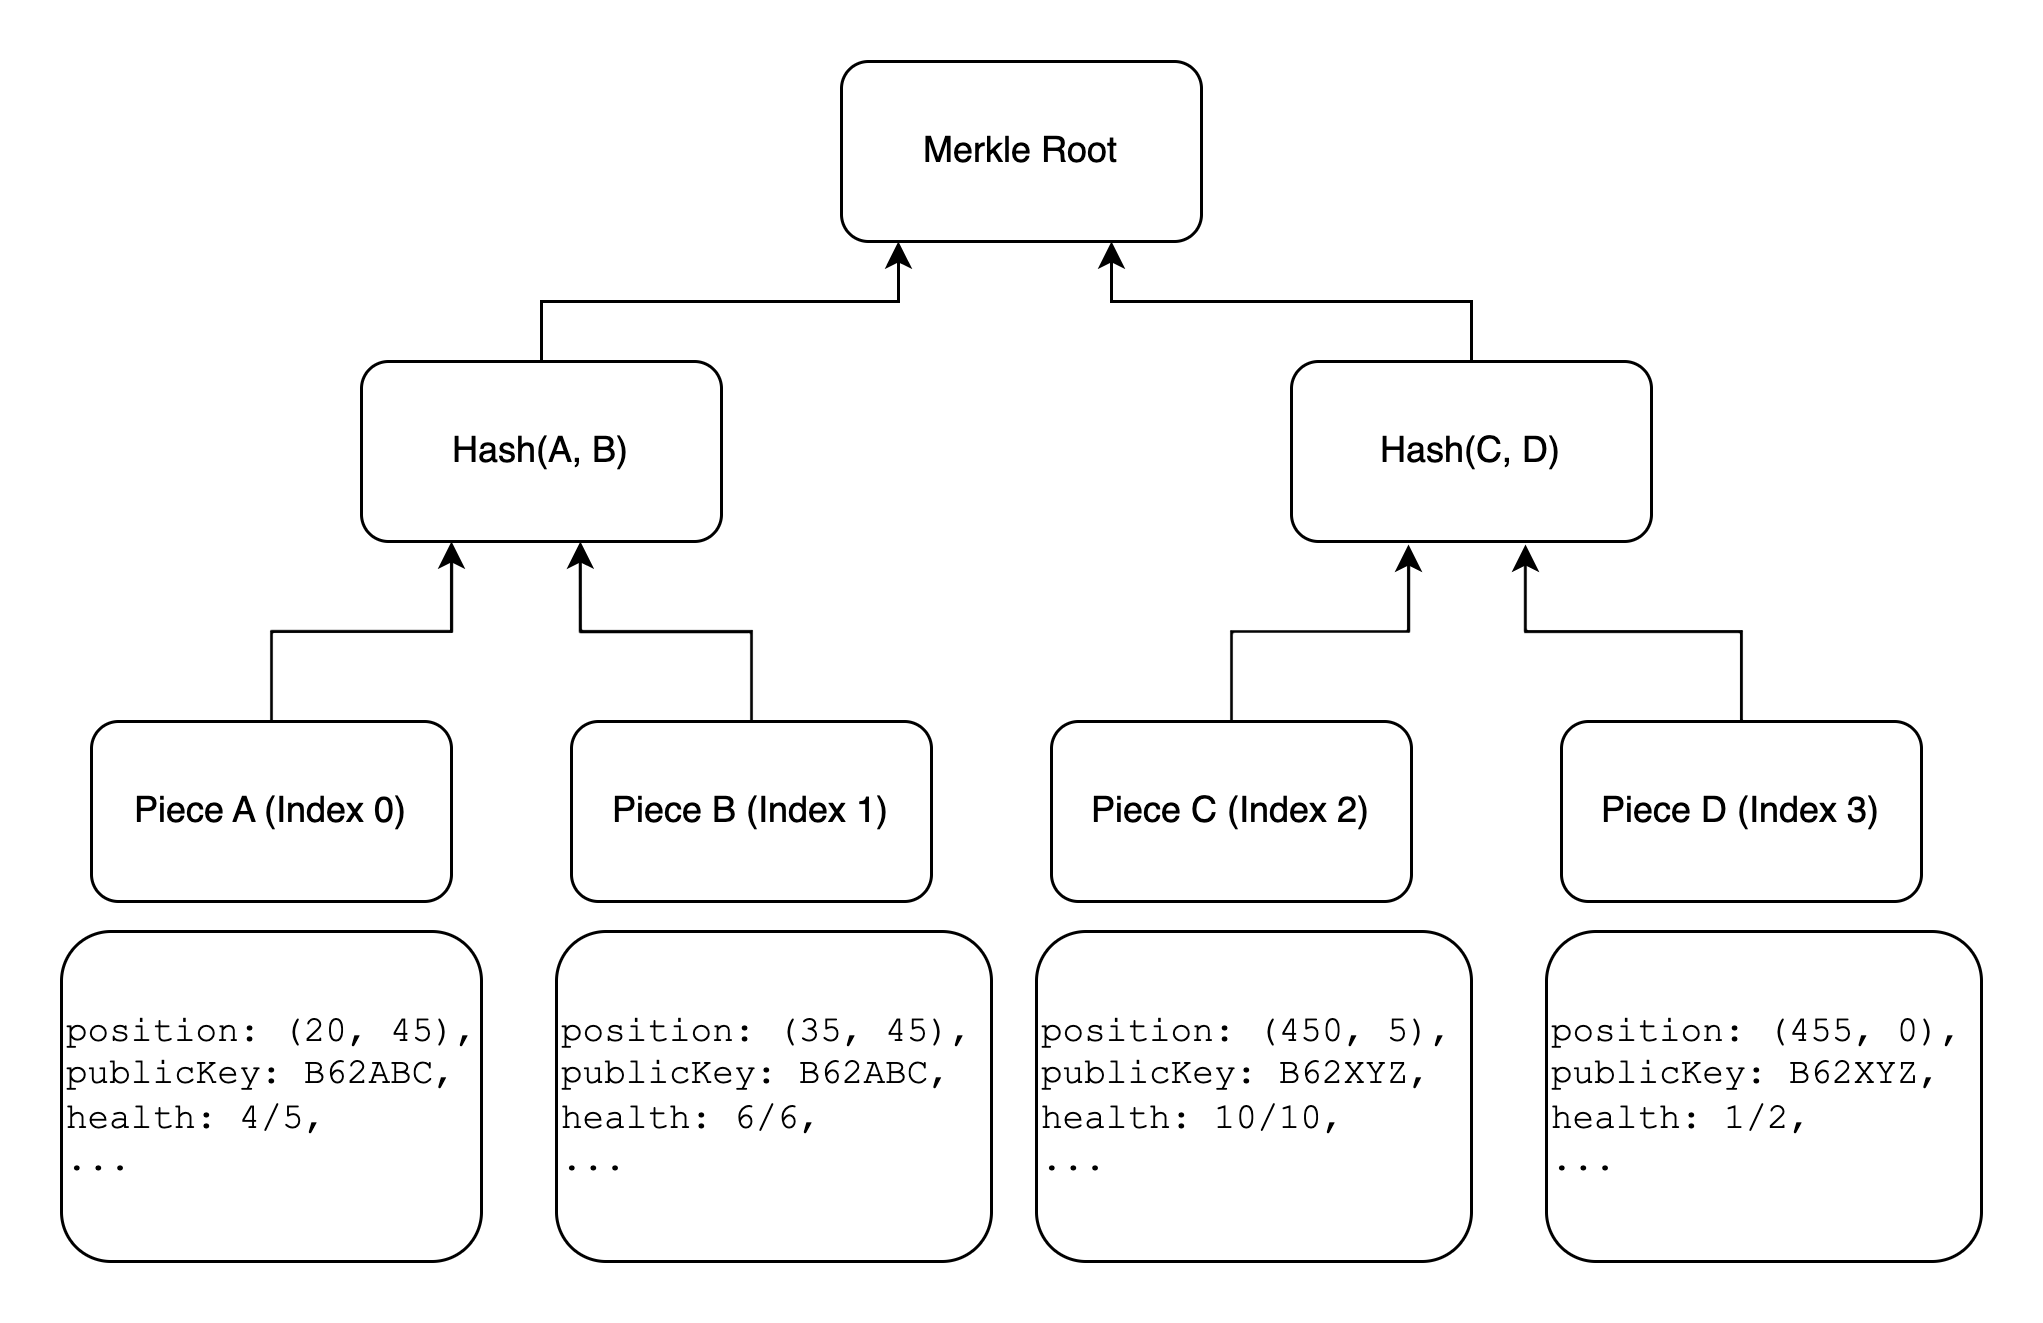 Merkle Root
Hash(A, B)
Hash(C, D)
Piece A (Index 0)
Piece B (Index 1)
Piece C (Index 2)
Piece D (Index 3)
position: (20, 45),
publicKey: B62ABC,
health: 4/5,
...
position: (35, 45),
publicKey: B62ABC,
health: 6/6,
...
position: (450, 5),
publicKey: B62XYZ,
health: 10/10,
...
position: (455, 0),
publicKey: B62XYZ,
health: 1/2,
...